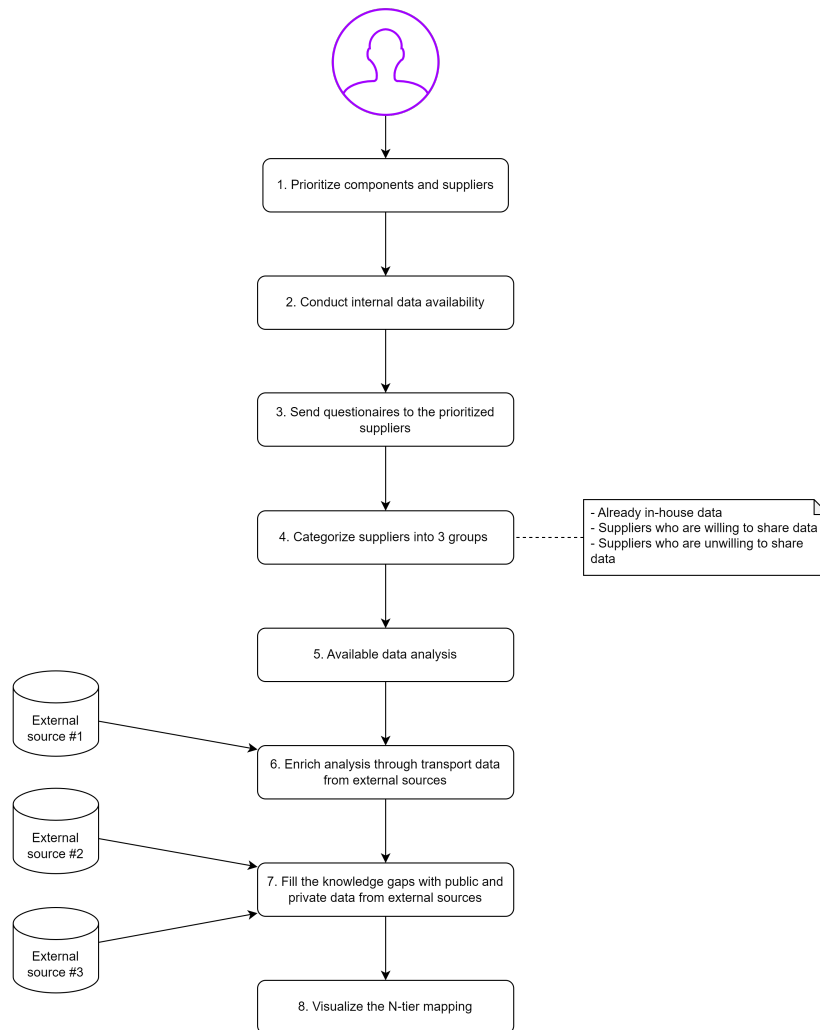 1. Prioritize components and suppliers
2. Conduct internal data availability
3. Send questionaires to the prioritized
suppliers
4. Categorize suppliers into 3 groups
- Already in-house data
- Suppliers who are willing to share data
- Suppliers who are unwilling to share
data
5. Available data analysis
External
source #1
6. Enrich analysis through transport data
from external sources
External
source #2
7. Fill the knowledge gaps with public and
private data from external sources
External
source #3
8. Visualize the N-tier mapping